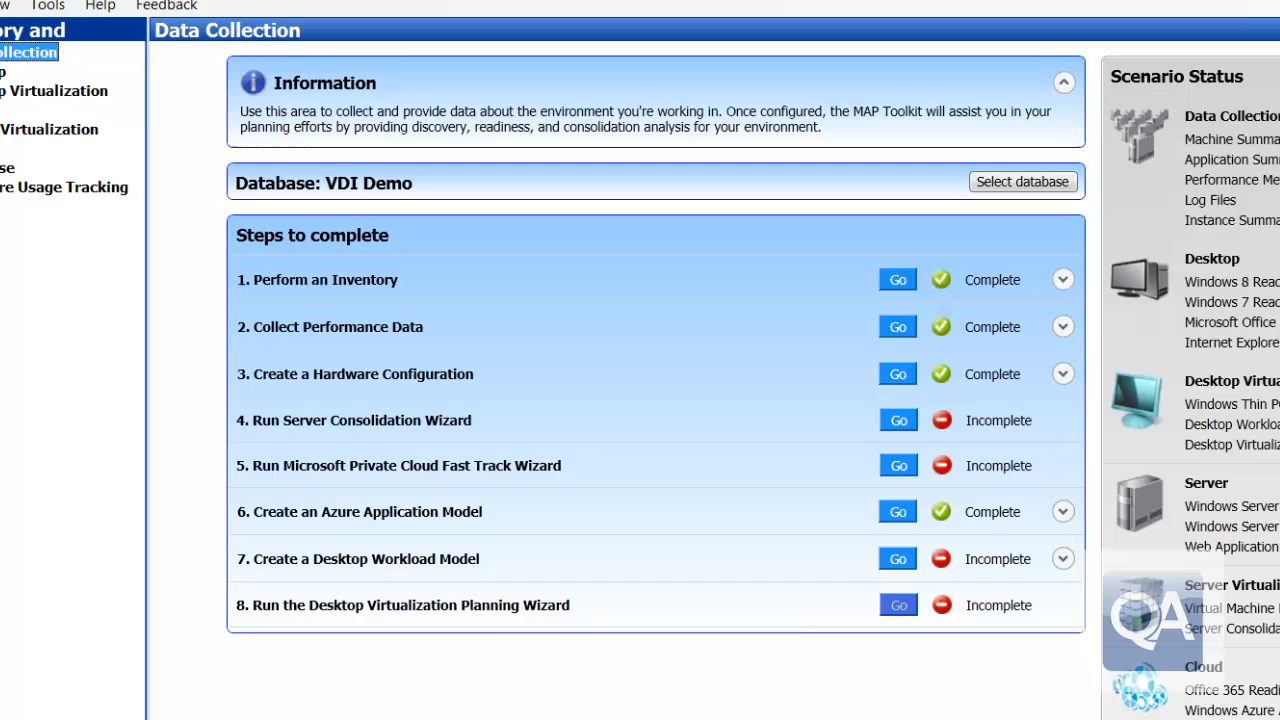 w Tools Help Feedback
ory and
ollection
p
p Virtualization
Virtualization
se
re Usage Tracking
Data Collection
Information
Use this area to collect and provide data about the environment you're working in. Once configured, the MAP Toolkit will assist you in your
planning efforts by providing discovery, readiness, and consolidation analysis for your environment.
Database: VDI Demo
Select database
Steps to complete
1. Perform an Inventory Go Complete
2. Collect Performance Data Go Complete
3. Create a Hardware Configuration Go Complete
4. Run Server Consolidation Wizard Go Incomplete
5. Run Microsoft Private Cloud Fast Track Wizard Go Incomplete
6. Create an Azure Application Model Go Complete
7. Create a Desktop Workload Model Go Incomplete
8. Run the Desktop Virtualization Planning Wizard Go Incomplete
Scenario Status
Data Collection
Machine Summa
Application Sum
Performance Me
Log Files
Instance Summa
Desktop
Windows 8 Read
Windows 7 Read
Microsoft Office
Internet Explore
Desktop Virtua
Windows Thin PC
Desktop Workloa
Desktop Virtualiz
Server
Windows Server
Windows Server
Web Application
Server Virtuali
Virtual Machine
Server Consolida
Cloud
Office 365 Readi
Windows Azure
QA